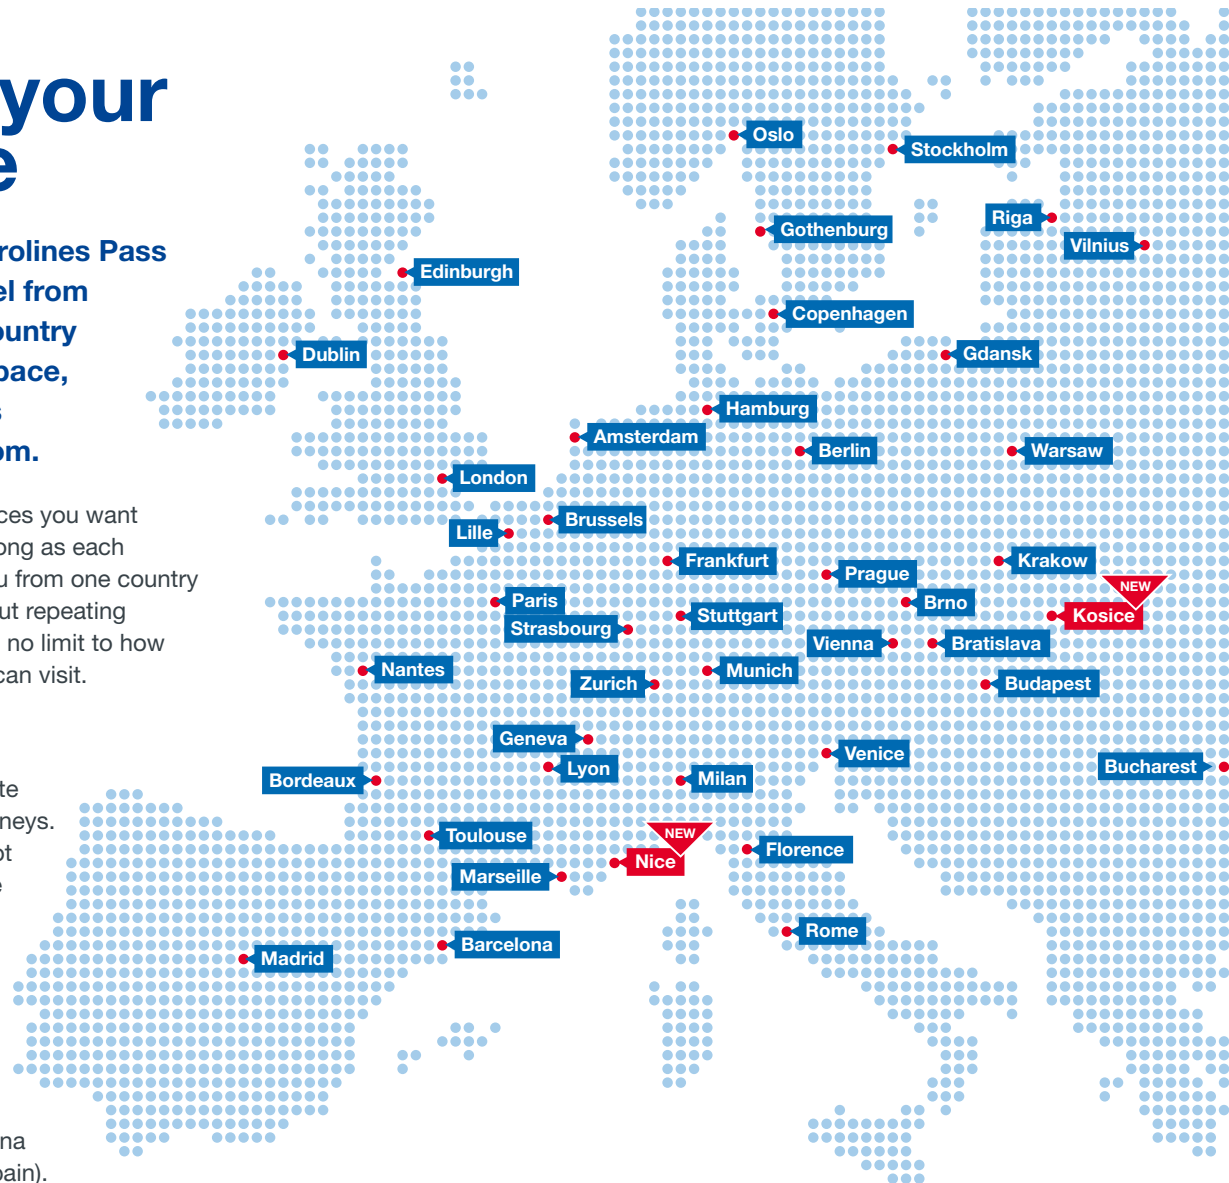 your
e
rolines Pass
el from
ountry
pace,
s
om.
ces you want
ong as each
u from one country
ut repeating
no limit to how
can visit.
te
neys.
ot
e
na
pain).
Oslo
Stockholm
Riga
Vilnius
Gothenburg
Edinburgh
Copenhagen
Dublin
Gdansk
Hamburg
Amsterdam
Berlin
Warsaw
London
Brussels
Lille
Frankfurt
Prague
Krakow
NEW
Kosice
Paris
Brno
Strasbourg
Stuttgart
Vienna
Bratislava
Nantes
Zurich
Munich
Budapest
Geneva
Lyon
Milan
Venice
Bucharest
Bordeaux
Toulouse
NEW
Nice
Florence
Marseille
Rome
Barcelona
Madrid